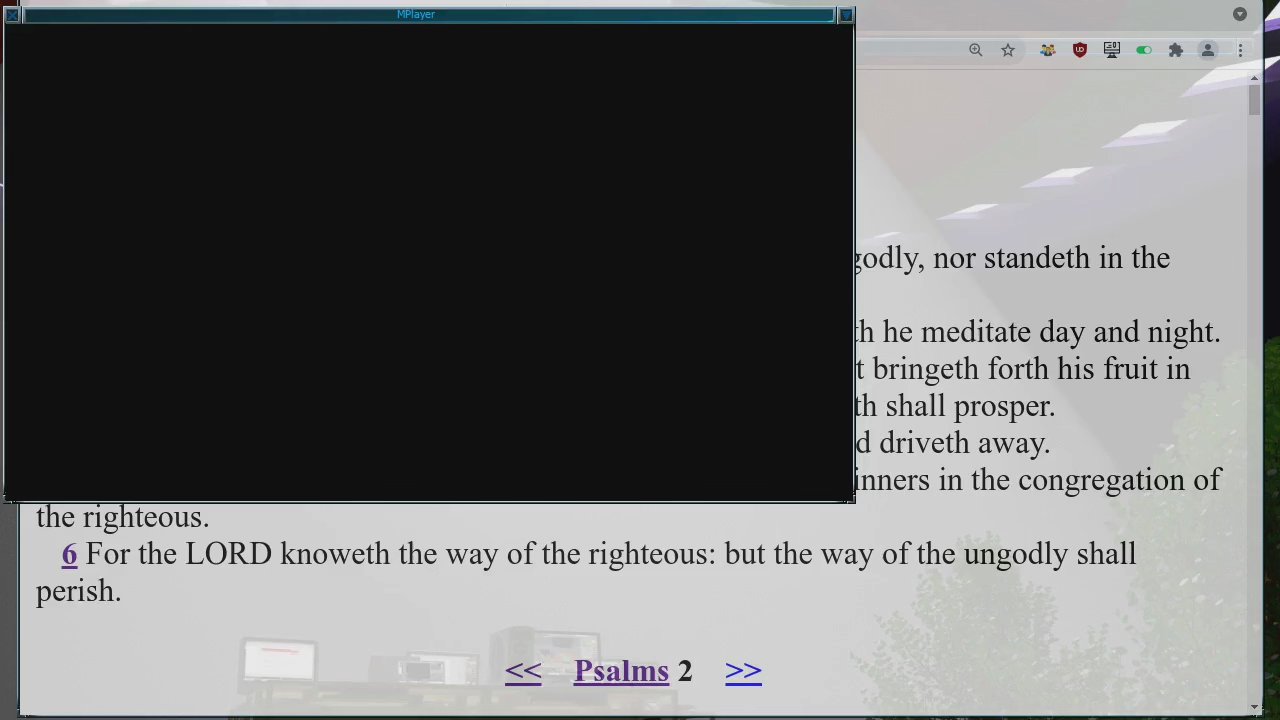 MPlayer
godly, nor standeth in the
th he meditate day and night.
t bringeth forth his fruit in
th shall prosper.
d driveth away.
inners in the congregation of
the righteous.
6 For the LORD knoweth the way of the righteous: but the way of the ungodly shall
perish.
<< Psalms 2 >>